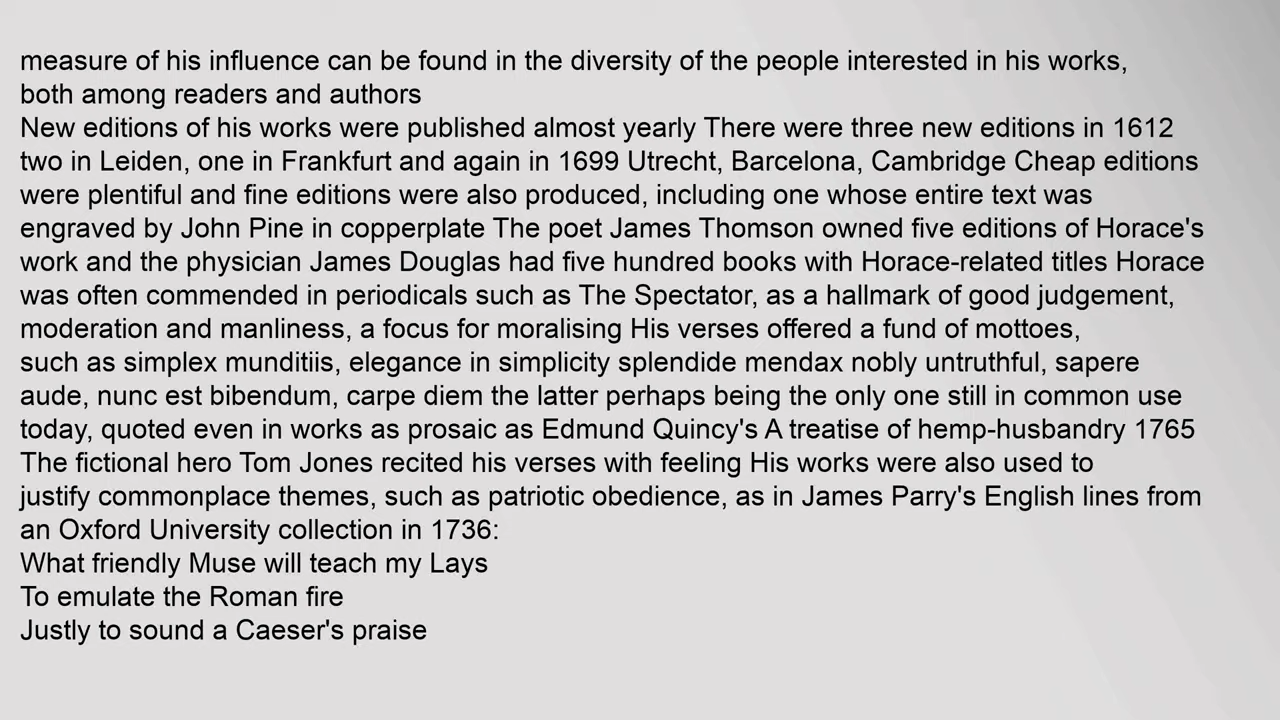 measure of his influence can be found in the diversity of the people interested in his works,
both among readers and authors
New editions of his works were published almost yearly There were three new editions in 1612
two in Leiden, one in Frankfurt and again in 1699 Utrecht, Barcelona, Cambridge Cheap editions
were plentiful and fine editions were also produced, including one whose entire text was
engraved by John Pine in copperplate The poet James Thomson owned five editions of Horace's
work and the physician James Douglas had five hundred books with Horace-related titles Horace
was often commended in periodicals such as The Spectator, as a hallmark of good judgement,
moderation and manliness, a focus for moralising His verses offered a fund of mottoes,
such as simplex munditiis, elegance in simplicity splendide mendax nobly untruthful, sapere
aude, nunc est bibendum, carpe diem the latter perhaps being the only one still in common use
today, quoted even in works as prosaic as Edmund Quincy's A treatise of hemp-husbandry 1765
The fictional hero Tom Jones recited his verses with feeling His works were also used to
justify commonplace themes, such as patriotic obedience, as in James Parry's English lines from
an Oxford University collection in 1736:
What friendly Muse will teach my Lays
To emulate the Roman fire
Justly to sound a Caeser's praise